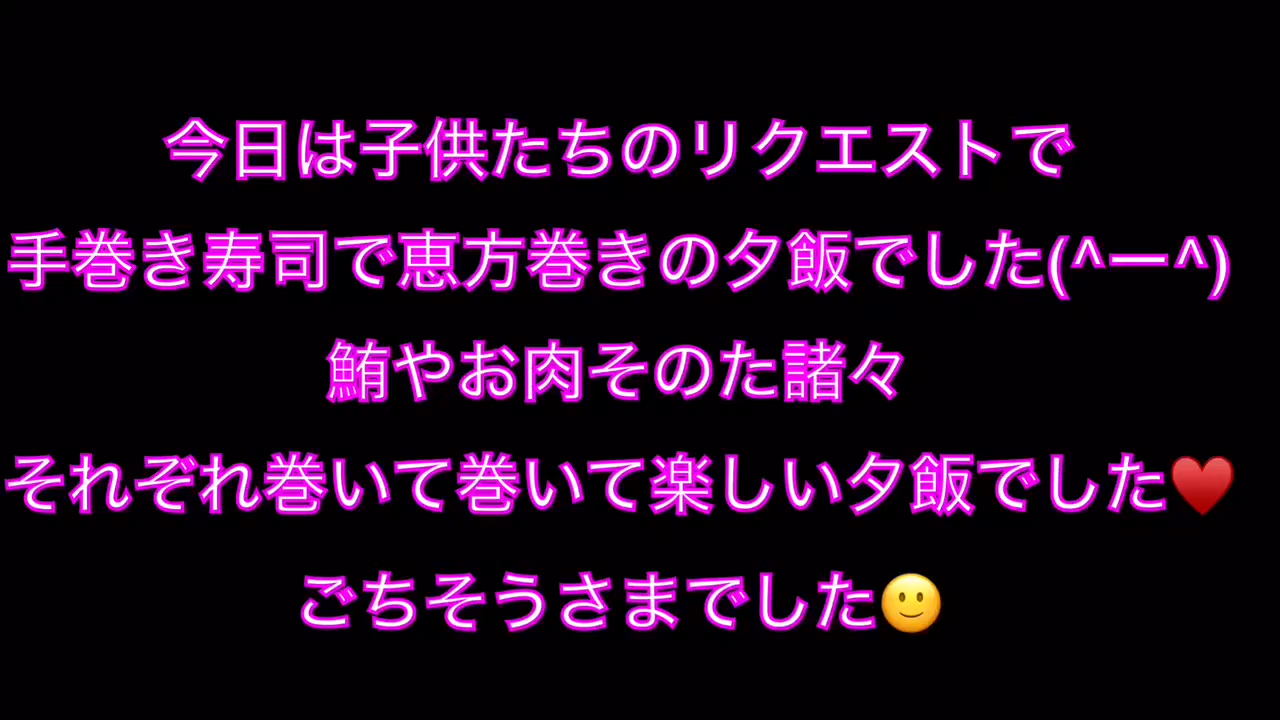 今日は子供たちのリクエストで
手巻き寿司で恵方巻きの夕飯でした(^ー^)
鮪やお肉そのた諸々
それぞれ巻いて巻いて楽しい夕飯でした♥️
ごちそうさまでした🙂